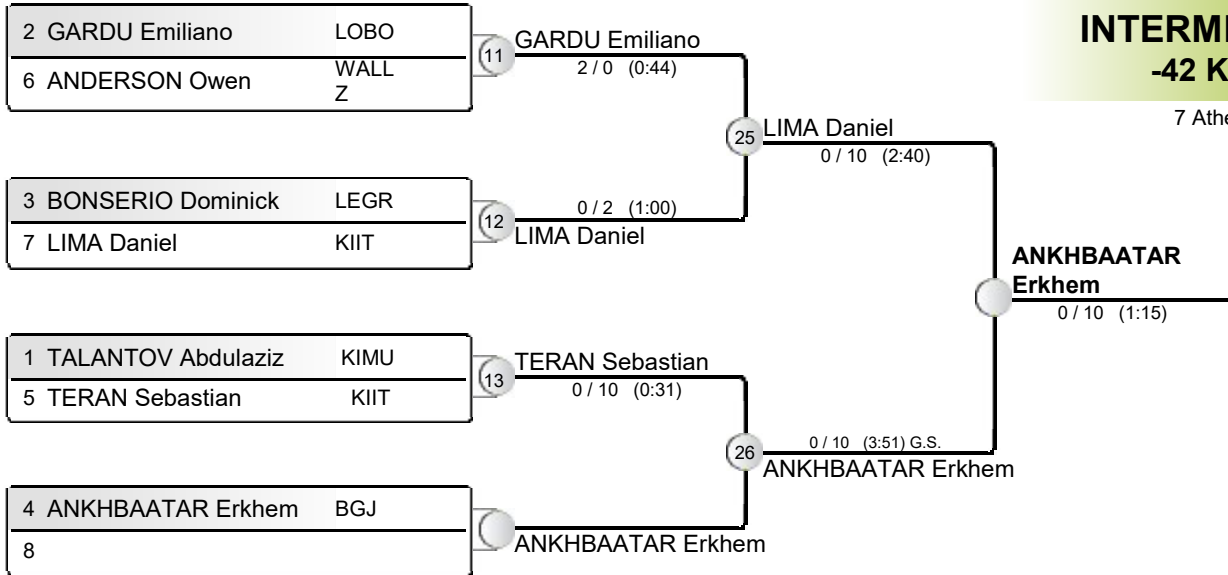 2 GARDU Emiliano LOBO
6 ANDERSON Owen WALL
Z
11
GARDU Emiliano
2 / 0 (0:44)
3 BONSERIO Dominick LEGR
7 LIMA Daniel KIIT
12
0 / 2 (1:00)
LIMA Daniel
25
LIMA Daniel
0 / 10 (2:40)
1 TALANTOV Abdulaziz KIMU
5 TERAN Sebastian KIIT
13
TERAN Sebastian
0 / 10 (0:31)
4 ANKHBAATAR Erkhem BGJ
8
ANKHBAATAR Erkhem
26
0 / 10 (3:51) G.S.
ANKHBAATAR Erkhem
ANKHBAATAR
Erkhem
0 / 10 (1:15)
-42 K
7 Athe